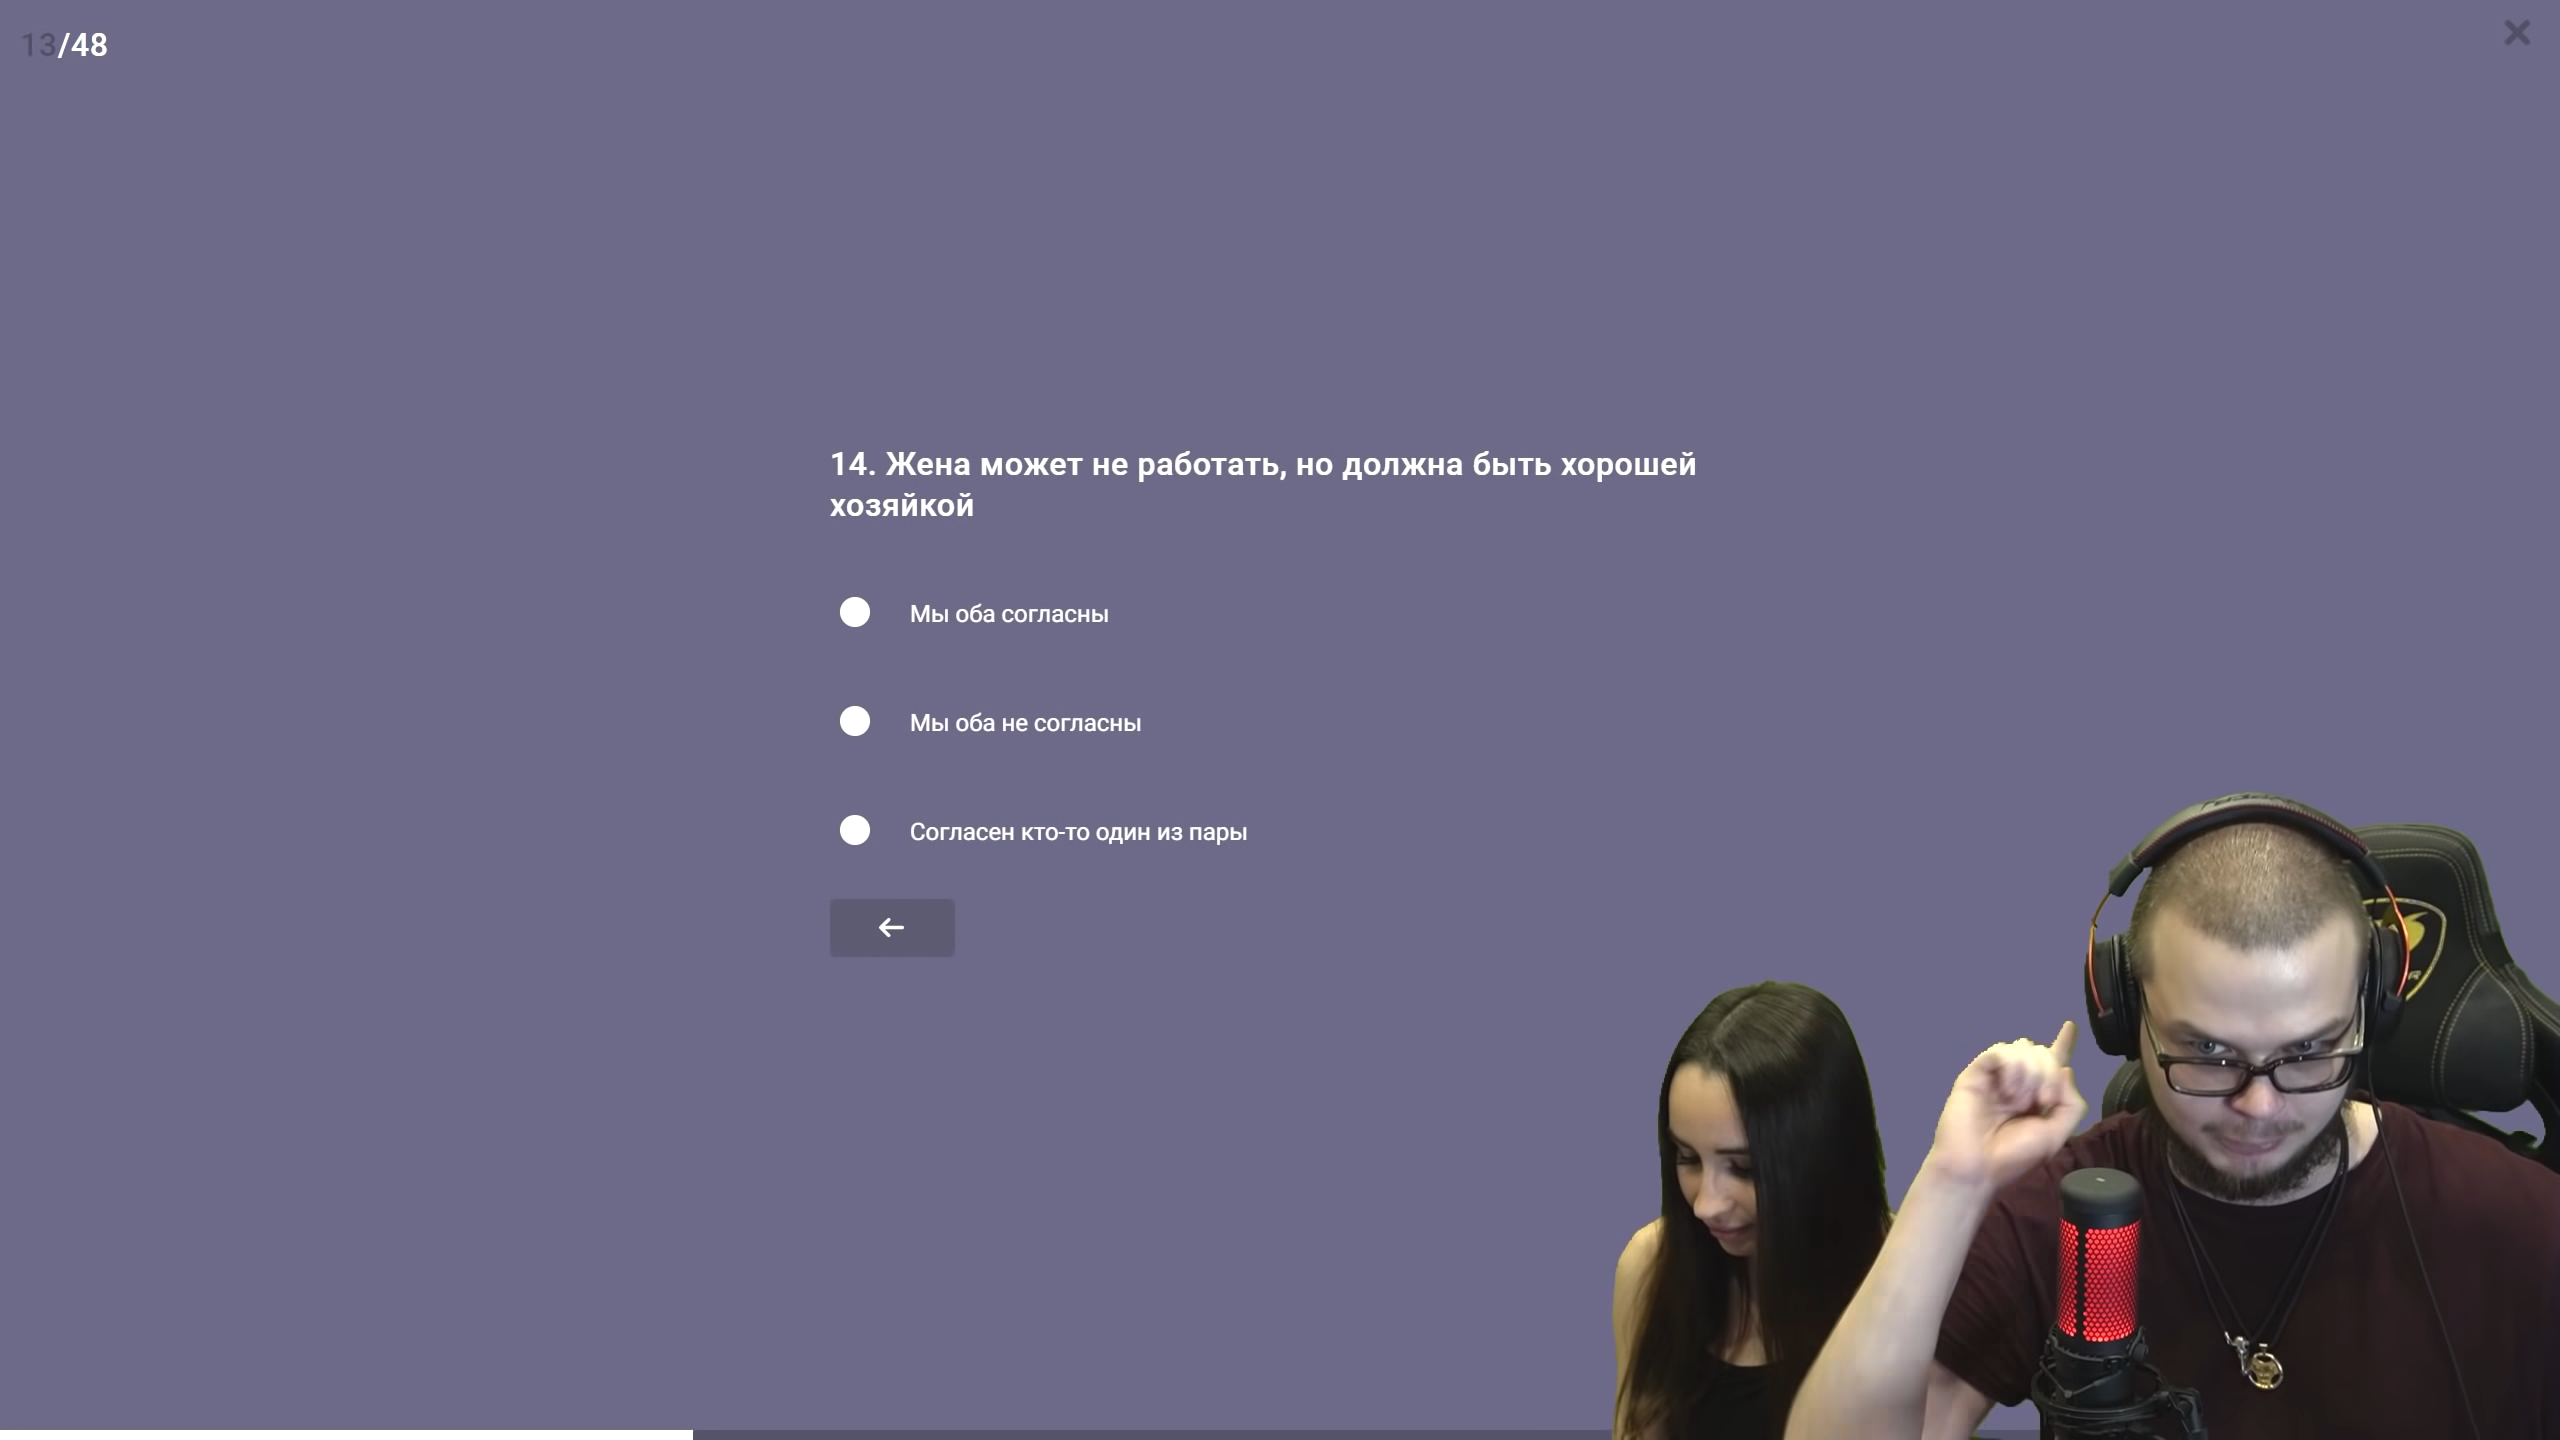 13/48
14. Жена может не работать, но должна быть хорошей
хозяйкой
Мы оба согласны
Мы оба не согласны
Согласен кто-то один из пары